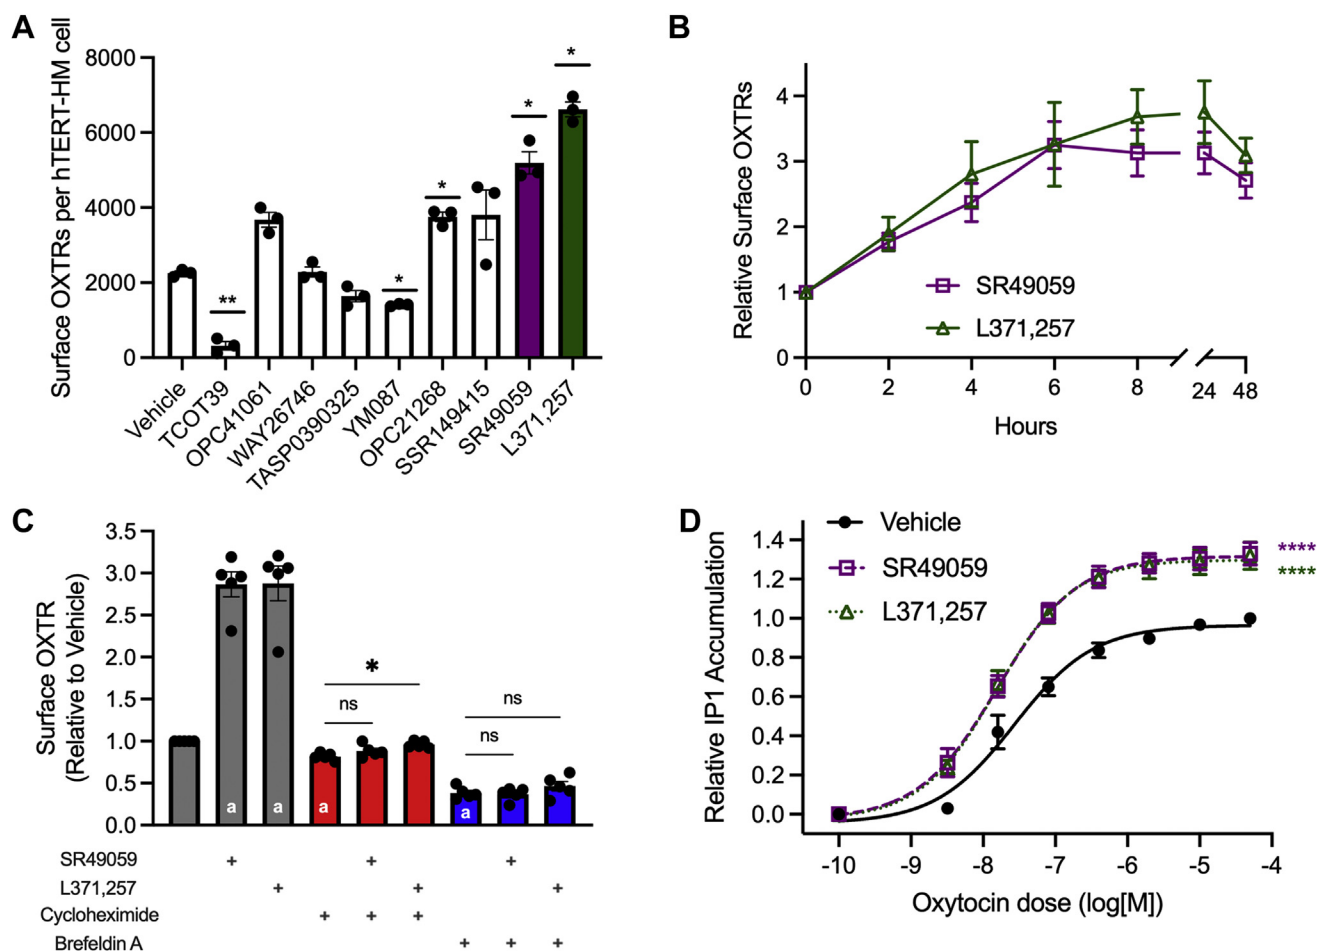 A
Surface OXTRs per hTERT-HM cell
8000
6000
4000
2000
0
**
*
*
*
*
Vehicle
TCOT39
OPC41061
WAY26746
TASP0390325
YM087
OPC21268
SSR149415
SR49059
L371,257
B
Relative Surface OXTRs
4
3
2
1
0
SR49059
L371,257
0
2
4
6
8
24
48
Hours
C
Surface OXTR
(Relative to Vehicle)
3.5
3.0
2.5
2.0
1.5
1.0
0.5
0.0
*
ns
ns
ns
a
a
a
a
SR49059 + + +
L371,257 + + +
Cycloheximide + + +
Brefeldin A + + +
D
Relative IP1 Accumulation
Vehicle
SR49059
L371,257
1.4
1.2
1.0
0.8
0.6
0.4
0.2
0.0
****
****
-10
-9
-8
-7
-6
-5
-4
Oxytocin dose (log[M])